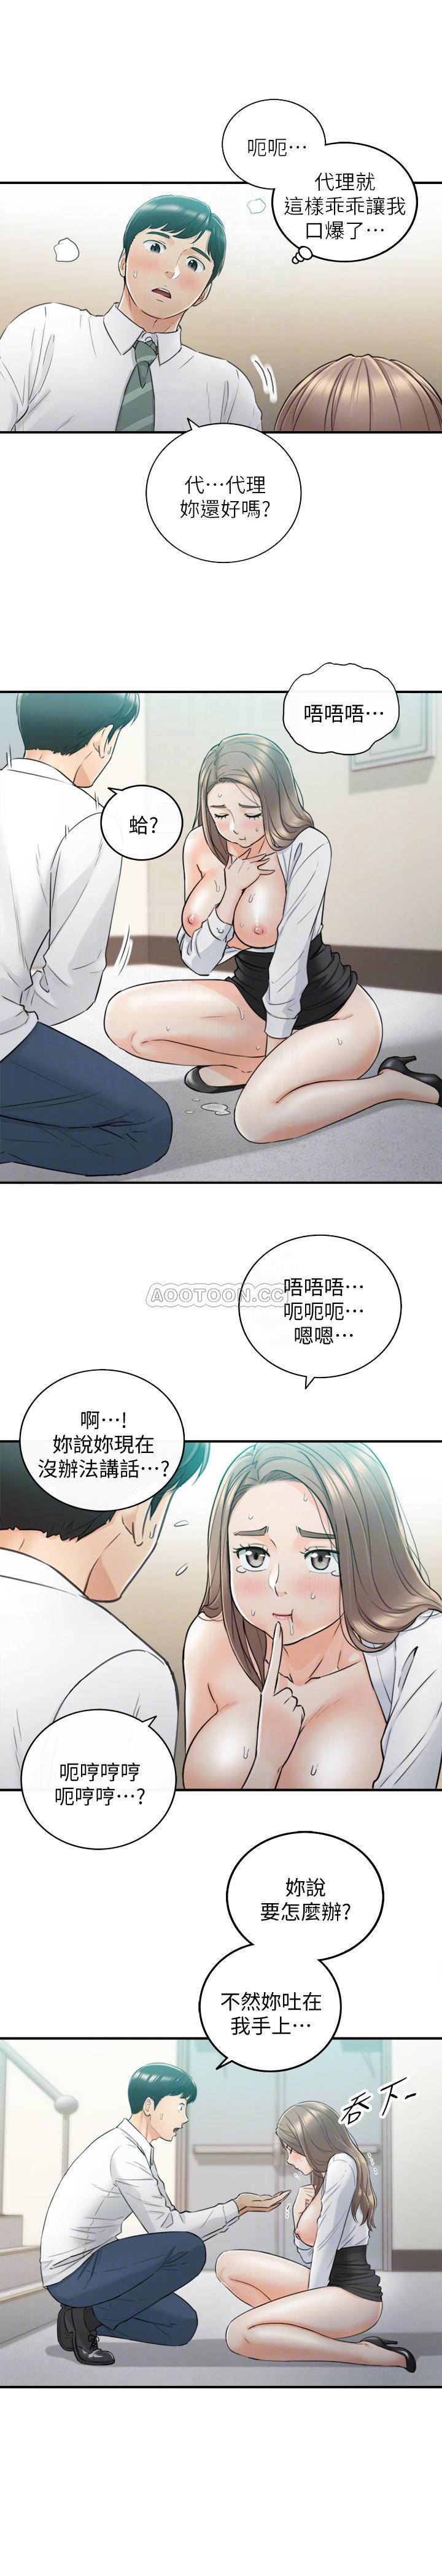 呃呃…
代理就
這樣乖乖讓我
口爆了…
代…代理
妳還好嗎?
唔唔唔…
蛤?
AOOTOON.CC
唔唔唔…
呃呃呃…
嗯嗯…
啊…!
妳說妳現在
沒辦法講話…?
呃哼哼哼
呃哼哼…?
妳說
要怎麼辦?
不然妳吐在
我手上…
吞下